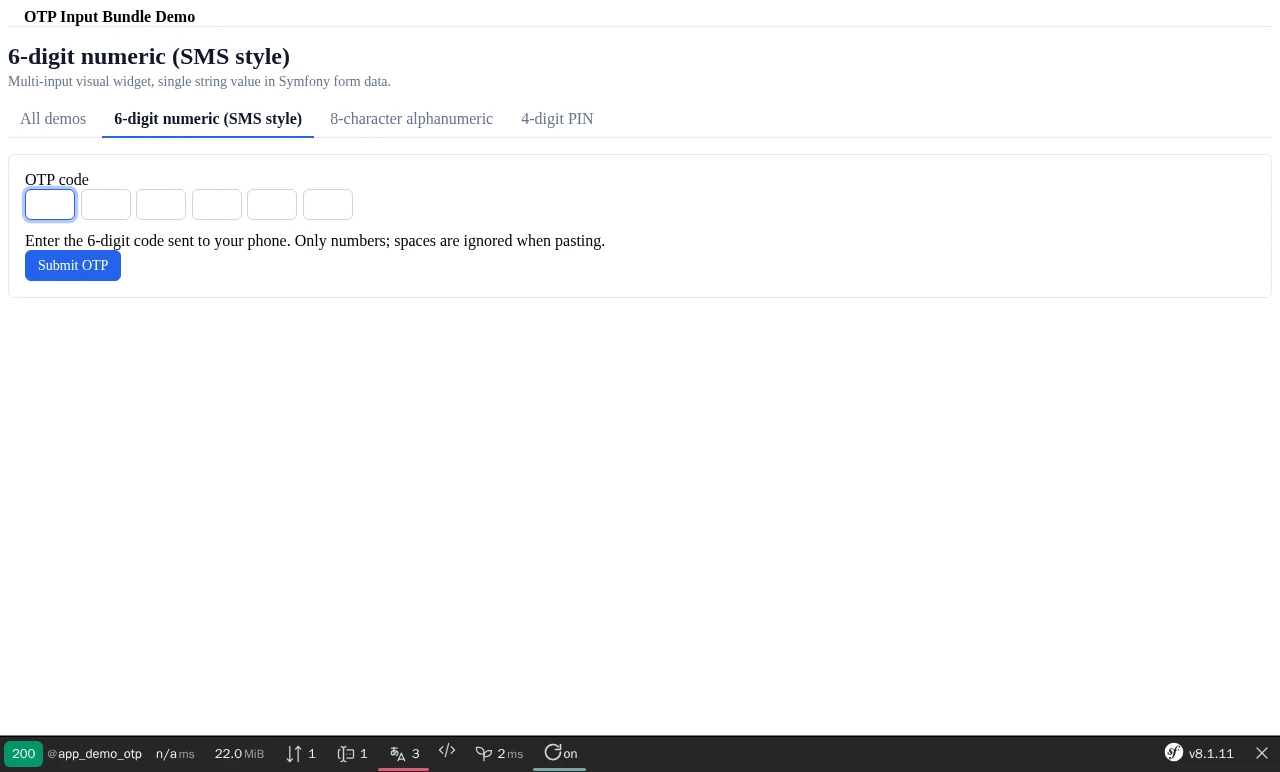 OTP Input Bundle Demo
6-digit numeric (SMS style)
Multi-input visual widget, single string value in Symfony form data.
All demos 6-digit numeric (SMS style) 8-character alphanumeric 4-digit PIN
OTP code
Enter the 6-digit code sent to your phone. Only numbers; spaces are ignored when pasting.
Submit OTP
200 @app_demo_otp n/a ms 22.0 MiB 1 1 3 2 ms on sf v8.1.11